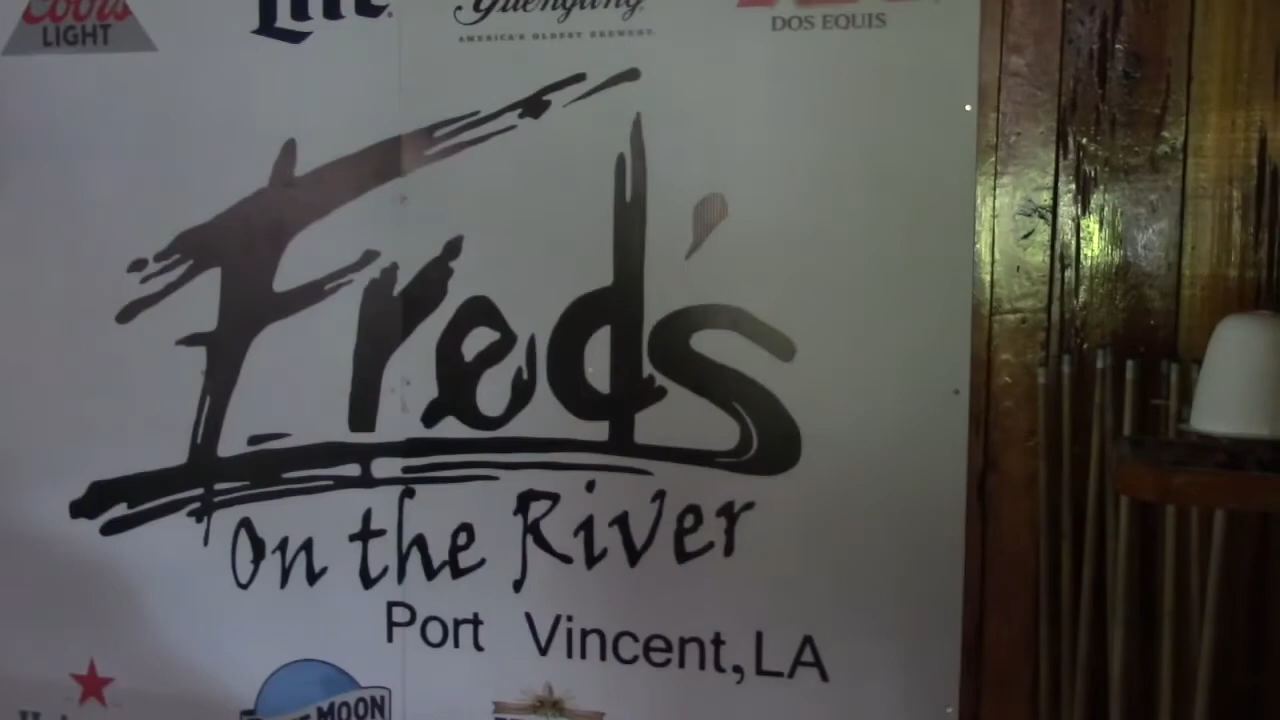 Coors
LIGHT
Lite
Yuengling
AMERICA'S OLDEST BREWERY
DOS EQUIS
Fred's
On the River
Port Vincent, LA
MOON